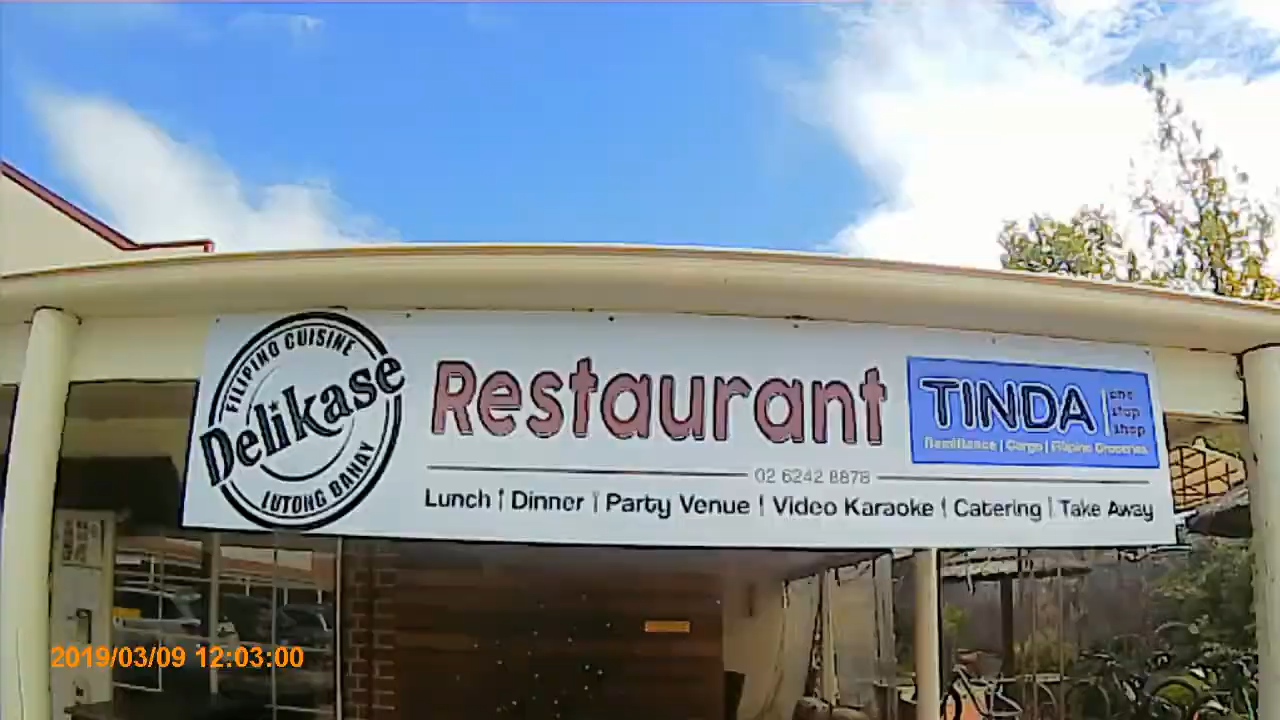 FILIPINO CUISINE
Delikase
LUTONG BAHAY
Restaurant
TINDA
one
stop
shop
Remittance | Cargo | Filipino Groceries
02 6242 8878
Lunch | Dinner | Party Venue | Video Karaoke | Catering | Take Away
2019/03/09 12:03:00